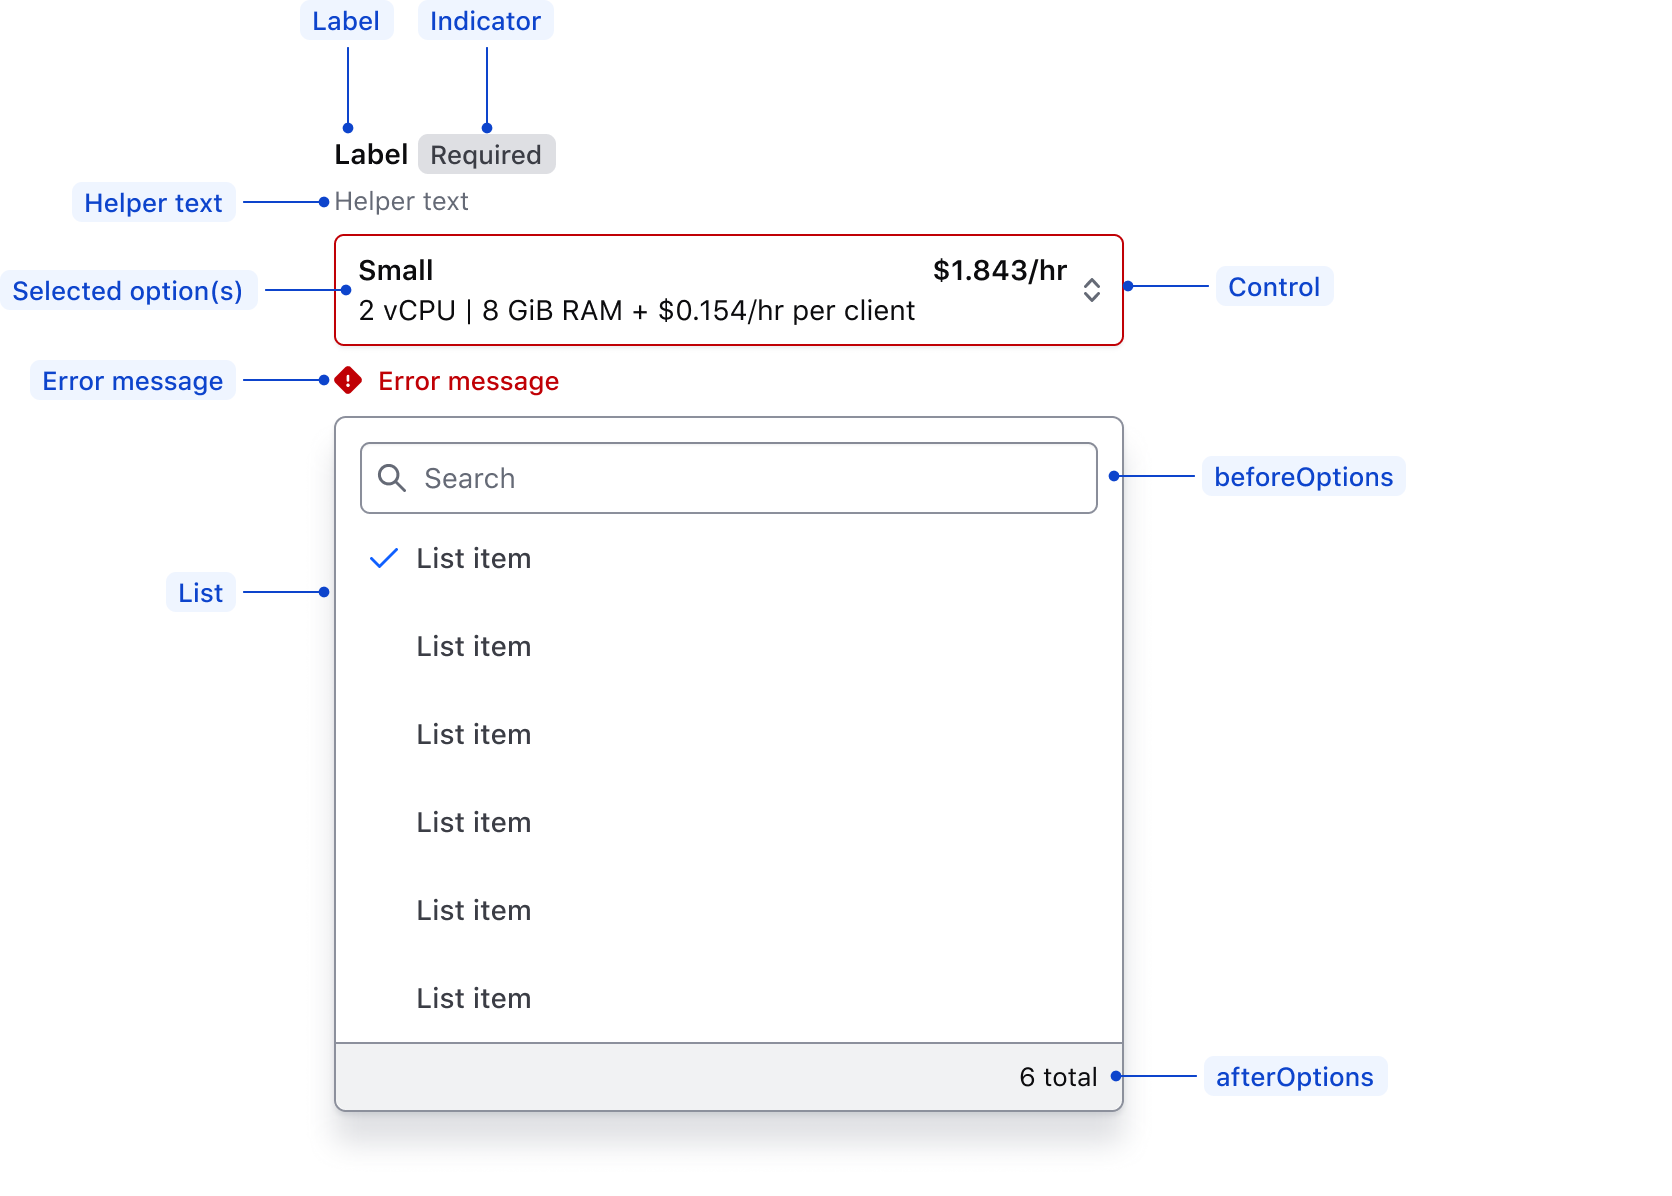 Label Indicator
Label Required
Helper text Helper text
Small $1.843/hr
Selected option(s) Control
2 vCPU | 8 GiB RAM + $0.154/hr per client
Error message Error message
Search beforeOptions
List item
List
List item
List item
List item
List item
List item
6 total afterOptions